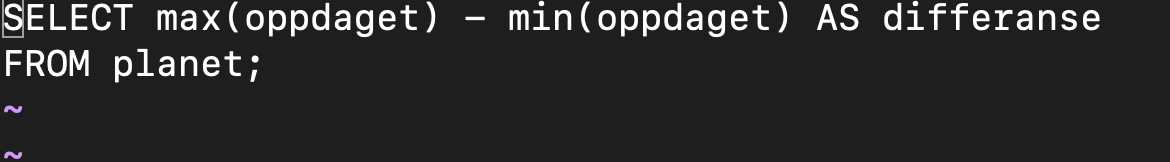 SELECT max(oppdaget) – min(oppdaget) AS differanse
FROM planet;
~
~